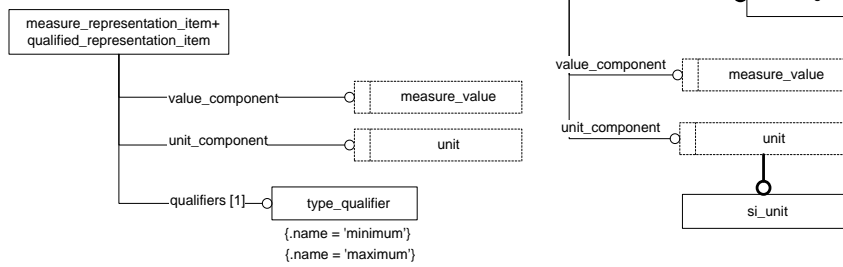 measure_representation_item+
qualified_representation_item
value_component
measure_value
unit_component
unit
qualifiers [1]
type_qualifier
{.name = 'minimum'}
{.name = 'maximum'}
value_component
measure_value
unit_component
unit
si_unit